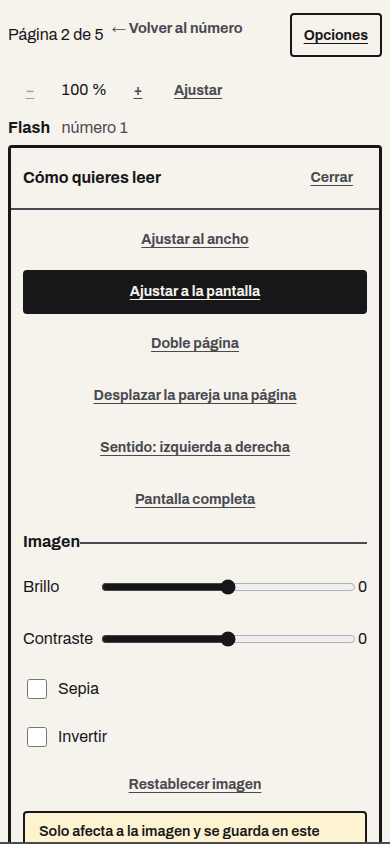 Página 2 de 5 ← Volver al número Opciones
– 100 % + Ajustar
Flash número 1
Cómo quieres leer Cerrar
Ajustar al ancho
Ajustar a la pantalla
Doble página
Desplazar la pareja una página
Sentido: izquierda a derecha
Pantalla completa
Imagen
Brillo 0
Contraste 0
Sepia
Invertir
Restablecer imagen
Solo afecta a la imagen y se guarda en este